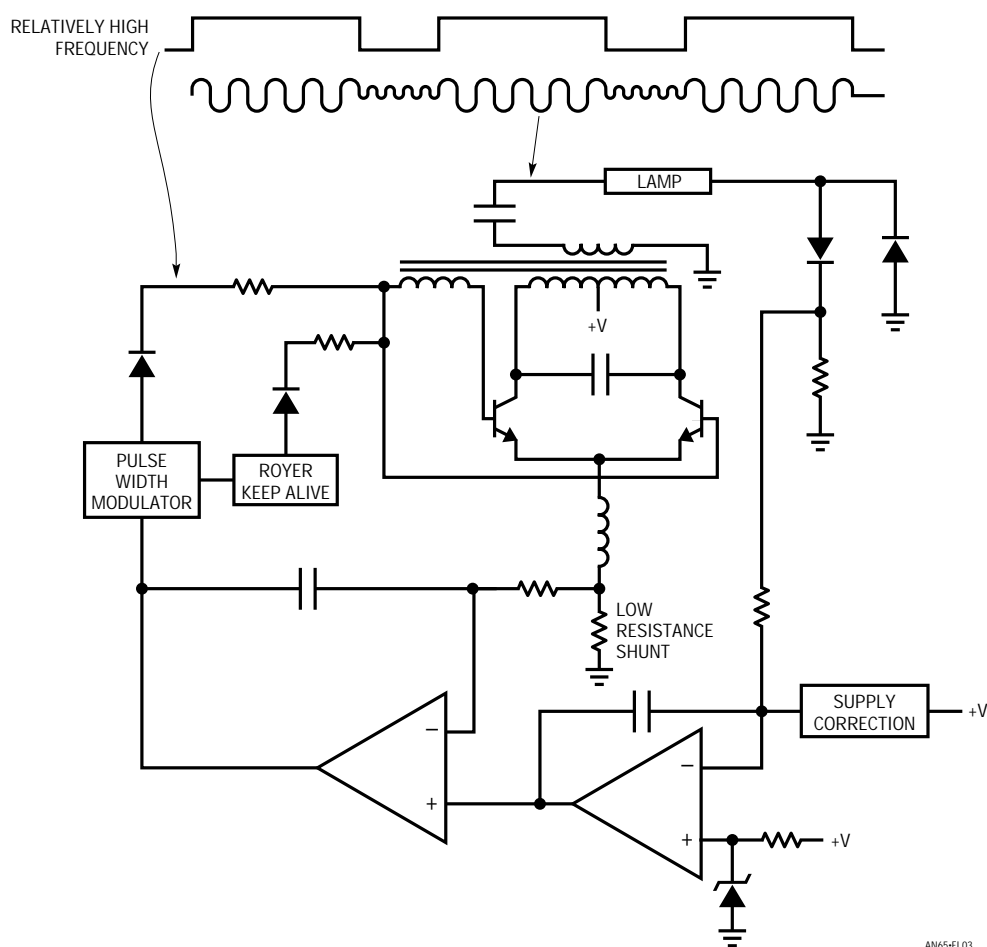 RELATIVELY HIGH
FREQUENCY
LAMP
+V
PULSE
WIDTH
MODULATOR
ROYER
KEEP ALIVE
LOW
RESISTANCE
SHUNT
SUPPLY
CORRECTION
+V
−
+
−
+
+V
AN65•FL03